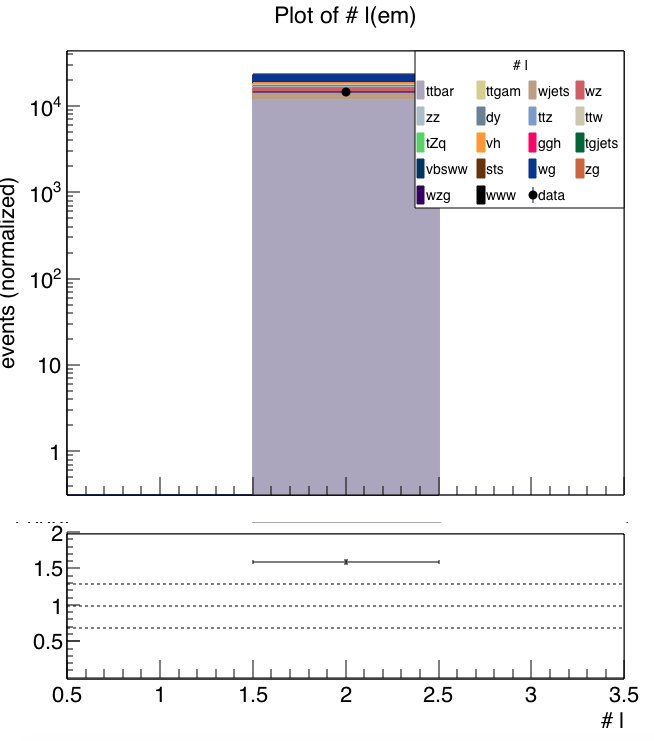 Plot of # l(em)
events (normalized)
10⁴
10³
10²
10
1
# l
ttbar ttgam wjets wz
zz dy ttz ttw
tZq vh ggh tgjets
vbsww sts wg zg
wzg www data
2
1.5
1
0.5
0.5 1 1.5 2 2.5 3 3.5
# l